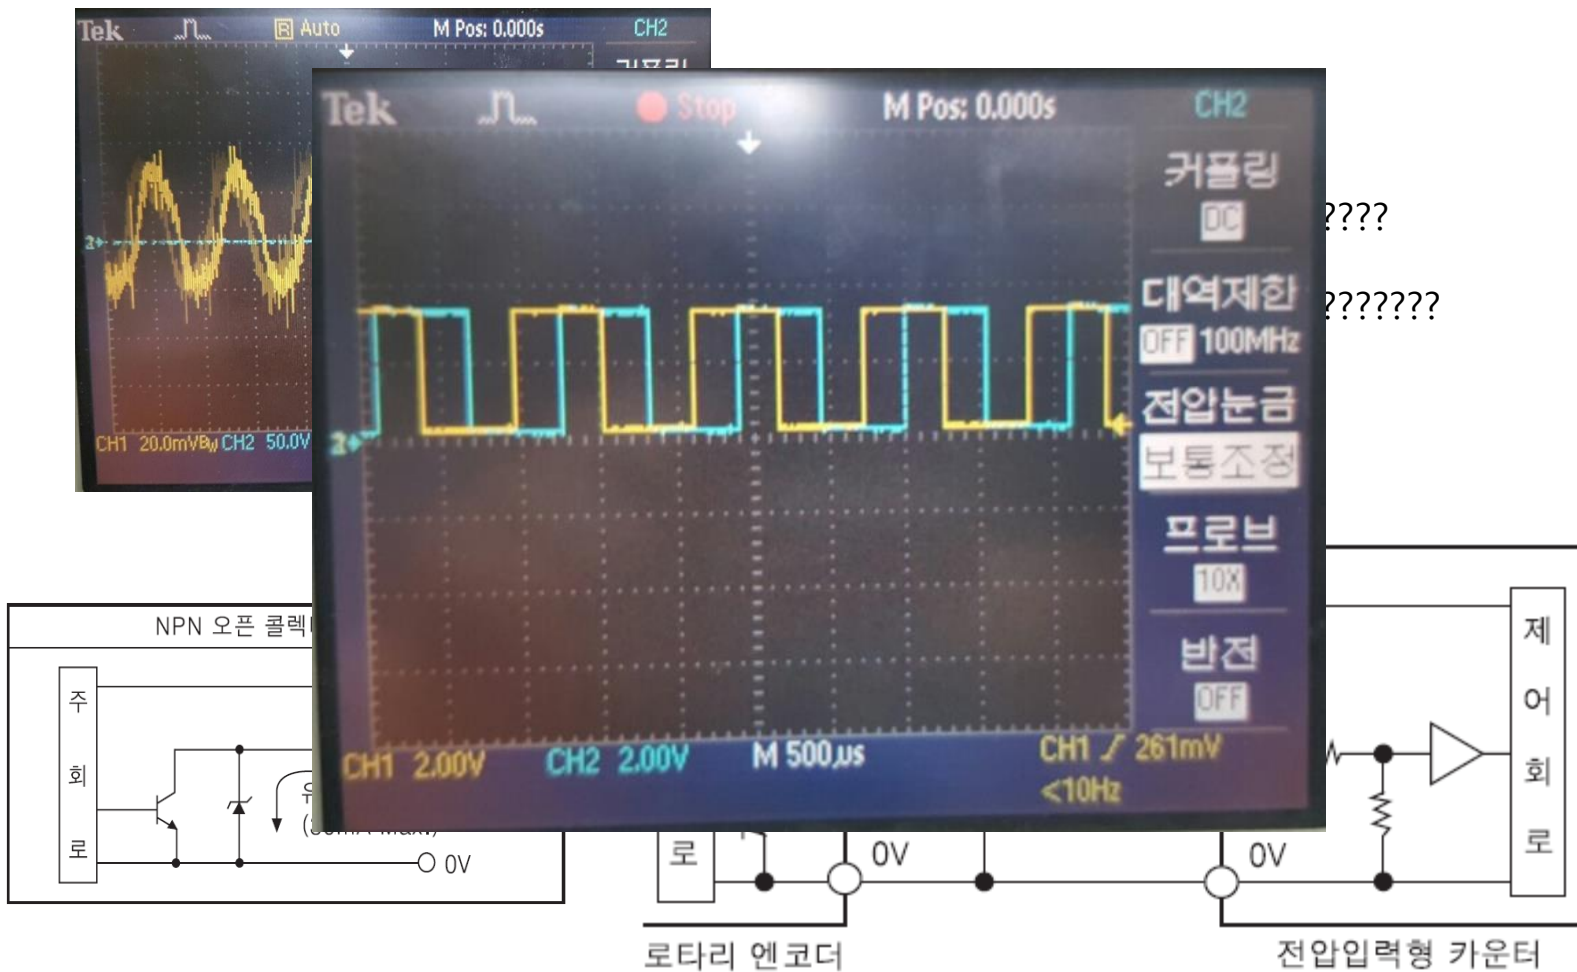 Tek
Auto
M Pos: 0.000s
CH2
CH1 20.0mVBw CH2 50.0V
Tek
Stop
M Pos: 0.000s
CH2
커플링
DC
대역제한
OFF 100MHz
전압눈금
보통조정
프로브
10X
반전
OFF
2
CH1 2.00V
CH2 2.00V
M 500µs
CH1 261mV
<10Hz
????
???????
NPN 오픈 콜렉
주
회
로
0V
로
0V
0V
로타리 엔코더
제
어
회
로
전압입력형 카운터